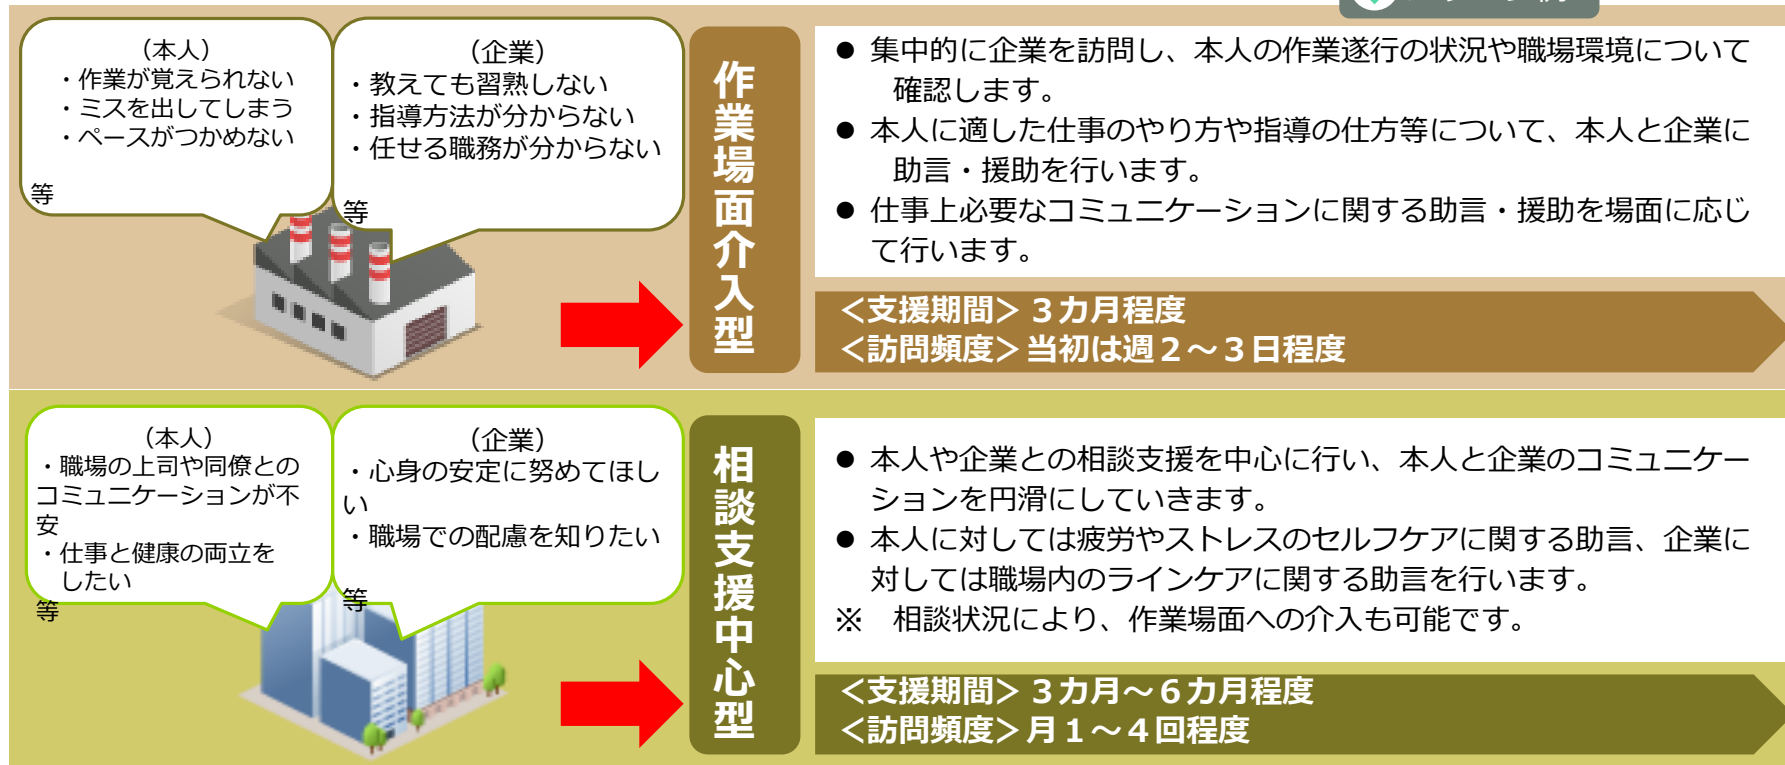 （本人）
・作業が覚えられない
・ミスを出してしまう
・ペースがつかめない
等
（企業）
・教えても習熟しない
・指導方法が分からない
・任せる職務が分からない
等
作業場面介入型
● 集中的に企業を訪問し、本人の作業遂行の状況や職場環境について
確認します。
● 本人に適した仕事のやり方や指導の仕方等について、本人と企業に
助言・援助を行います。
● 仕事上必要なコミュニケーションに関する助言・援助を場面に応じ
て行います。
＜支援期間＞３カ月程度
＜訪問頻度＞当初は週２～３日程度
（本人）
・職場の上司や同僚との
コミュニケーションが不
安
・仕事と健康の両立を
したい
等
（企業）
・心身の安定に努めてほし
い
・職場での配慮を知りたい
等
相談支援中心型
● 本人や企業との相談支援を中心に行い、本人と企業のコミュニケー
ションを円滑にしていきます。
● 本人に対しては疲労やストレスのセルフケアに関する助言、企業に
対しては職場内のラインケアに関する助言を行います。
※　相談状況により、作業場面への介入も可能です。
＜支援期間＞３カ月～６カ月程度
＜訪問頻度＞月１～４回程度